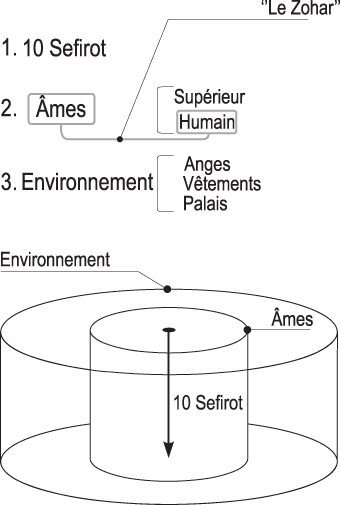 “Le Zohar”
1. 10 Sefirot
2. Âmes
Supérieur
Humain
3. Environnement
Anges
Vêtements
Palais
Environnement
Âmes
10 Sefirot